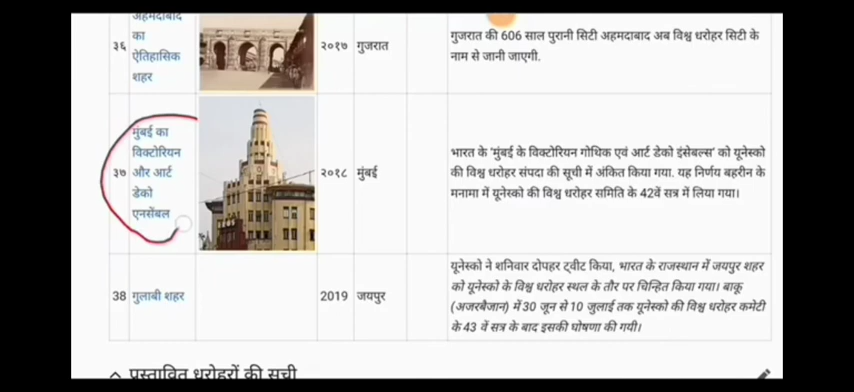 अहमदाबाद
का
३६
ऐतिहासिक
शहर
२०१७
गुजरात
गुजरात की 606 साल पुरानी सिटी अहमदाबाद अब विश्व धरोहर सिटी के
नाम से जानी जाएगी.
मुंबई का
विक्टोरियन
३७
और आर्ट
डेको
एनसेंबल
२०१८
मुंबई
भारत के 'मुंबई के विक्टोरियन गोथिक एवं आर्ट डेको इंसेबल्स' को यूनेस्को
की विश्व धरोहर संपदा की सूची में अंकित किया गया. यह निर्णय बहरीन के
मनामा में यूनेस्को की विश्व धरोहर समिति के 42वें सत्र में लिया गया।
38
गुलाबी शहर
2019
जयपुर
यूनेस्को ने शनिवार दोपहर ट्वीट किया, भारत के राजस्थान में जयपुर शहर
को यूनेस्को के विश्व धरोहर स्थल के तौर पर चिन्हित किया गया। बाकू
(अजरबैजान) में 30 जून से 10 जुलाई तक यूनेस्को की विश्व धरोहर कमेटी
के 43 वें सत्र के बाद इसकी घोषणा की गयी।
प्रस्तावित धरोहरों की सूची